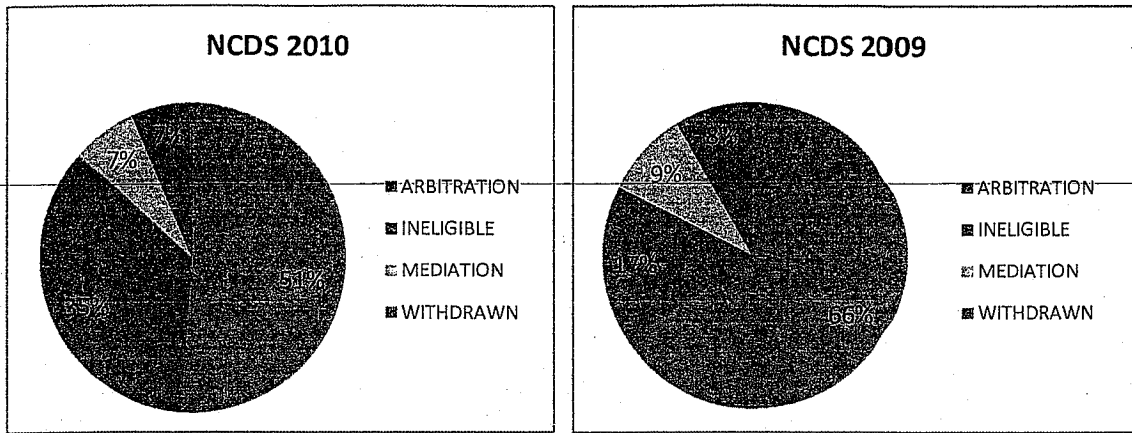 NCDS 2010
7%
7%
51%
35%
ARBITRATION
INELIGIBLE
MEDIATION
WITHDRAWN
NCDS 2009
8%
9%
17%
66%
ARBITRATION
INELIGIBLE
MEDIATION
WITHDRAWN